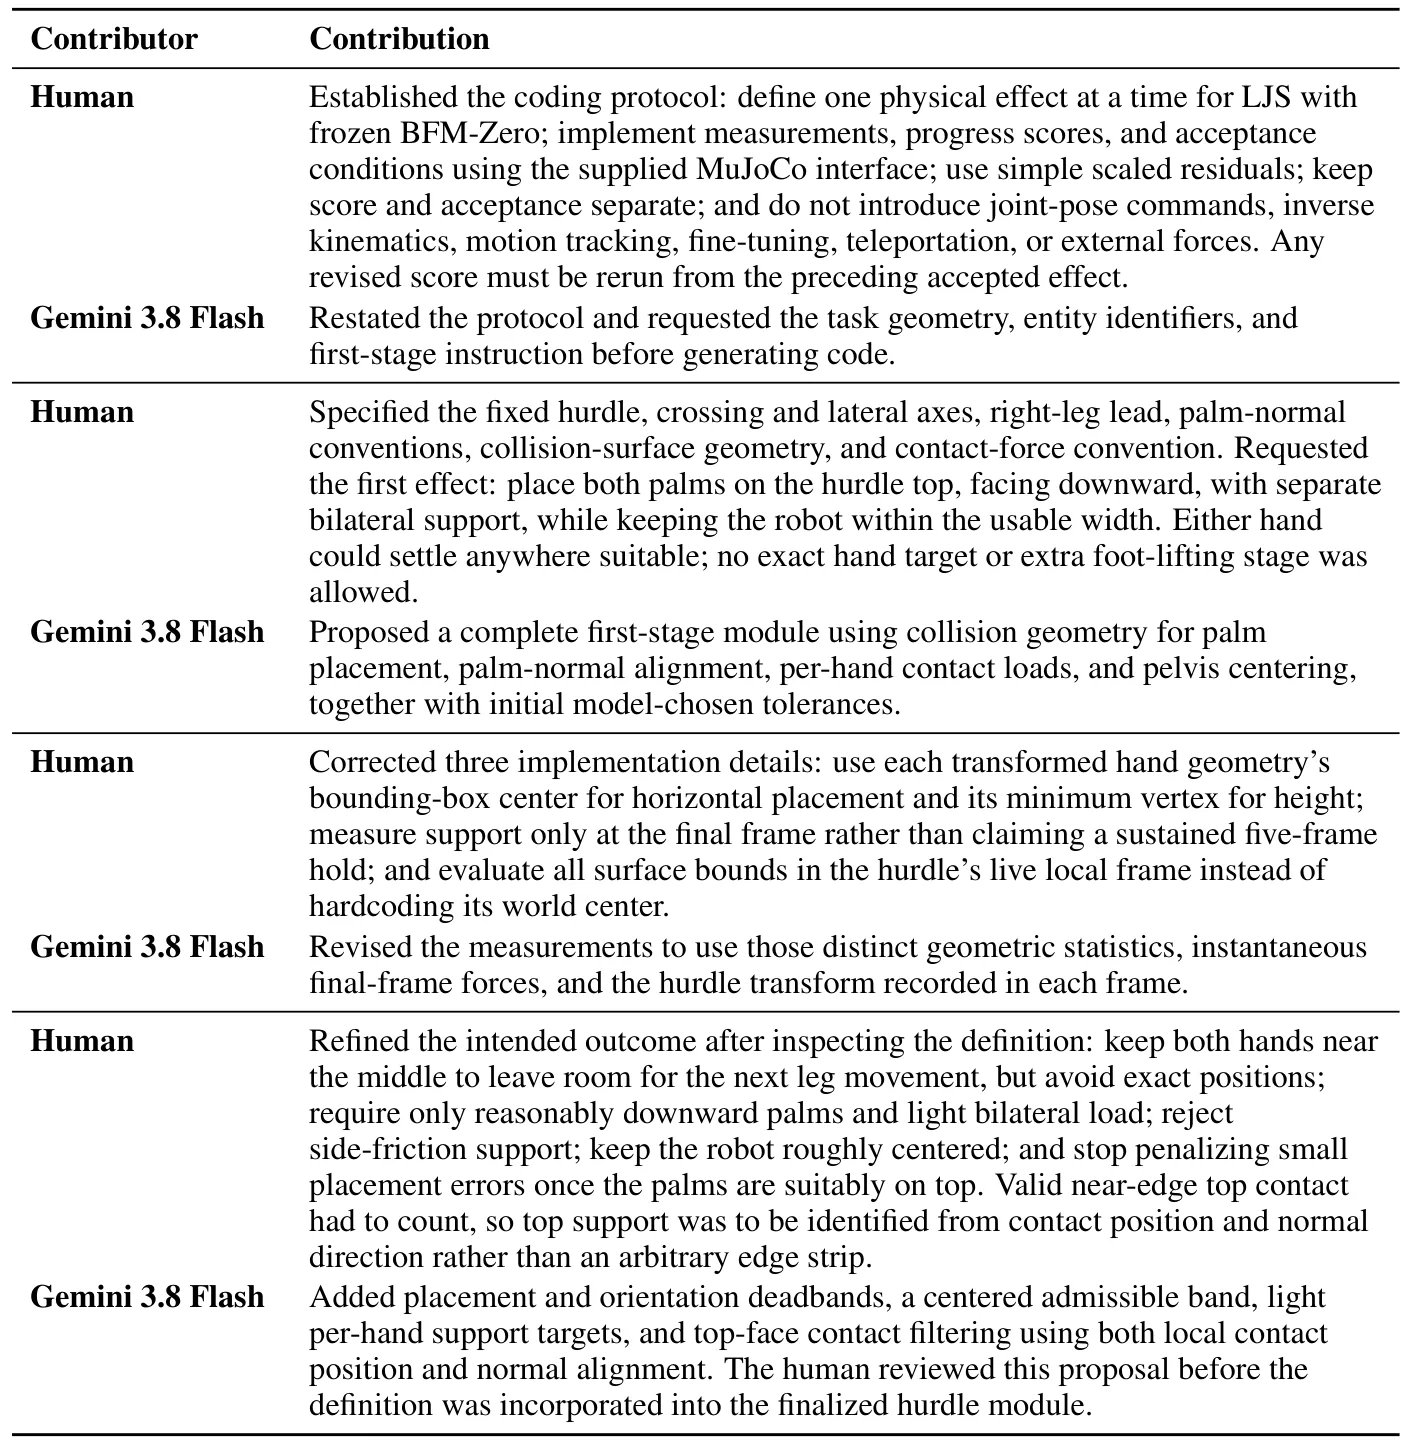 Contributor Contribution
Human Established the coding protocol: define one physical effect at a time for LJS with
frozen BFM-Zero; implement measurements, progress scores, and acceptance
conditions using the supplied MuJoCo interface; use simple scaled residuals; keep
score and acceptance separate; and do not introduce joint-pose commands, inverse
kinematics, motion tracking, fine-tuning, teleportation, or external forces. Any
revised score must be rerun from the preceding accepted effect.
Gemini 3.8 Flash Restated the protocol and requested the task geometry, entity identifiers, and
first-stage instruction before generating code.
Human Specified the fixed hurdle, crossing and lateral axes, right-leg lead, palm-normal
conventions, collision-surface geometry, and contact-force convention. Requested
the first effect: place both palms on the hurdle top, facing downward, with separate
bilateral support, while keeping the robot within the usable width. Either hand
could settle anywhere suitable; no exact hand target or extra foot-lifting stage was
allowed.
Gemini 3.8 Flash Proposed a complete first-stage module using collision geometry for palm
placement, palm-normal alignment, per-hand contact loads, and pelvis centering,
together with initial model-chosen tolerances.
Human Corrected three implementation details: use each transformed hand geometry’s
bounding-box center for horizontal placement and its minimum vertex for height;
measure support only at the final frame rather than claiming a sustained five-frame
hold; and evaluate all surface bounds in the hurdle’s live local frame instead of
hardcoding its world center.
Gemini 3.8 Flash Revised the measurements to use those distinct geometric statistics, instantaneous
final-frame forces, and the hurdle transform recorded in each frame.
Human Refined the intended outcome after inspecting the definition: keep both hands near
the middle to leave room for the next leg movement, but avoid exact positions;
require only reasonably downward palms and light bilateral load; reject
side-friction support; keep the robot roughly centered; and stop penalizing small
placement errors once the palms are suitably on top. Valid near-edge top contact
had to count, so top support was to be identified from contact position and normal
direction rather than an arbitrary edge strip.
Gemini 3.8 Flash Added placement and orientation deadbands, a centered admissible band, light
per-hand support targets, and top-face contact filtering using both local contact
position and normal alignment. The human reviewed this proposal before the
definition was incorporated into the finalized hurdle module.